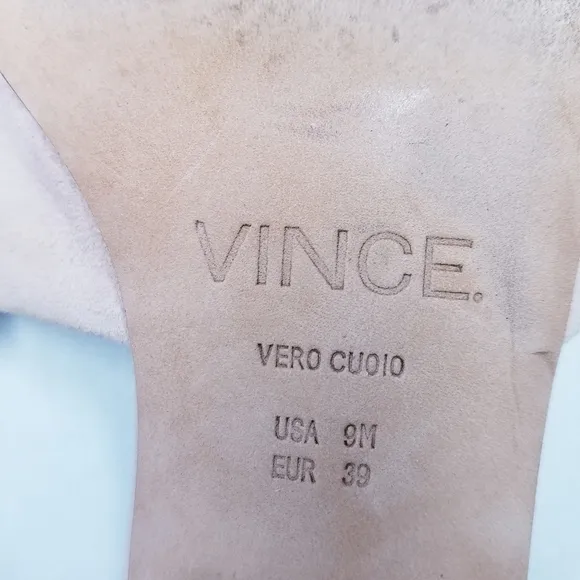 VINCE.
VERO CUOIO
USA 9M
EUR 39